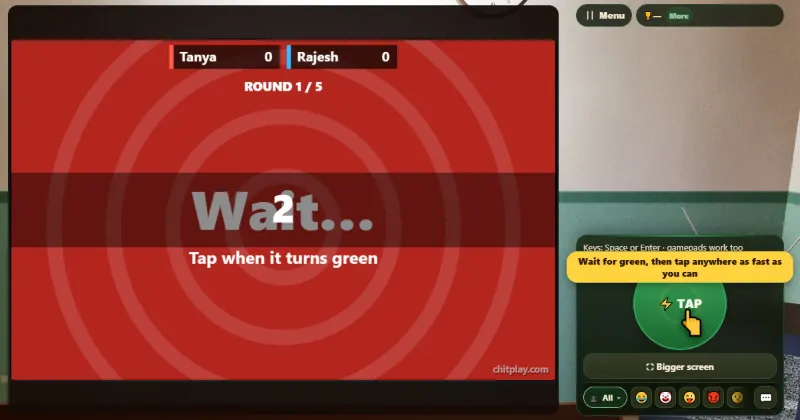 Tanya 0 Rajesh 0
ROUND 1 / 5
Wait...
2
Tap when it turns green
chitplay.com
Menu
More
Keys: Space or Enter · gamepads work too
Wait for green, then tap anywhere as fast as
you can
TAP
Bigger screen
All